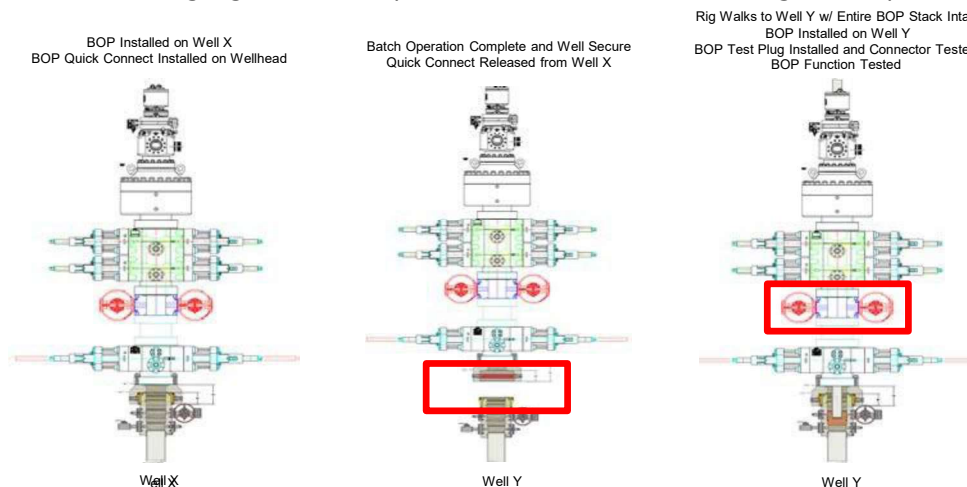 BOP Installed on Well X
BOP Quick Connect Installed on Wellhead
Batch Operation Complete and Well Secure
Quick Connect Released from Well X
Rig Walks to Well Y w/ Entire BOP Stack Inta
BOP Installed on Well Y
BOP Test Plug Installed and Connector Teste
BOP Function Tested
Well X
Well Y
Well Y